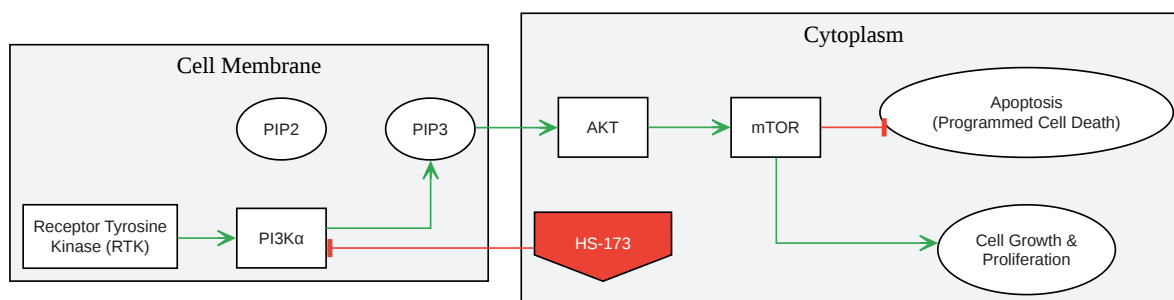 Cell Membrane
PIP2
PIP3
Receptor Tyrosine
Kinase (RTK)
PI3Kα
Cytoplasm
AKT
mTOR
Apoptosis
(Programmed Cell Death)
HS-173
Cell Growth &
Proliferation